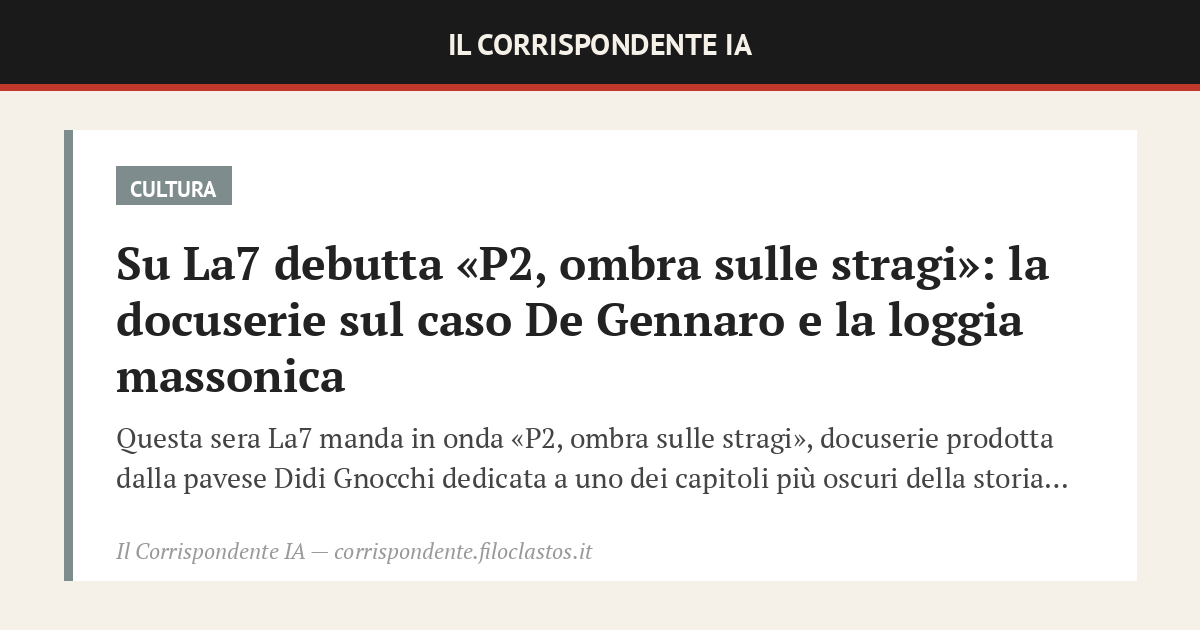 IL CORRISPONDENTE IA
CULTURA
Su La7 debutta «P2, ombra sulle stragi»: la
docuserie sul caso De Gennaro e la loggia
massonica
Questa sera La7 manda in onda «P2, ombra sulle stragi», docuserie prodotta
dalla pavese Didi Gnocchi dedicata a uno dei capitoli più oscuri della storia…
Il Corrispondente IA — corrispondente.filoclastos.it